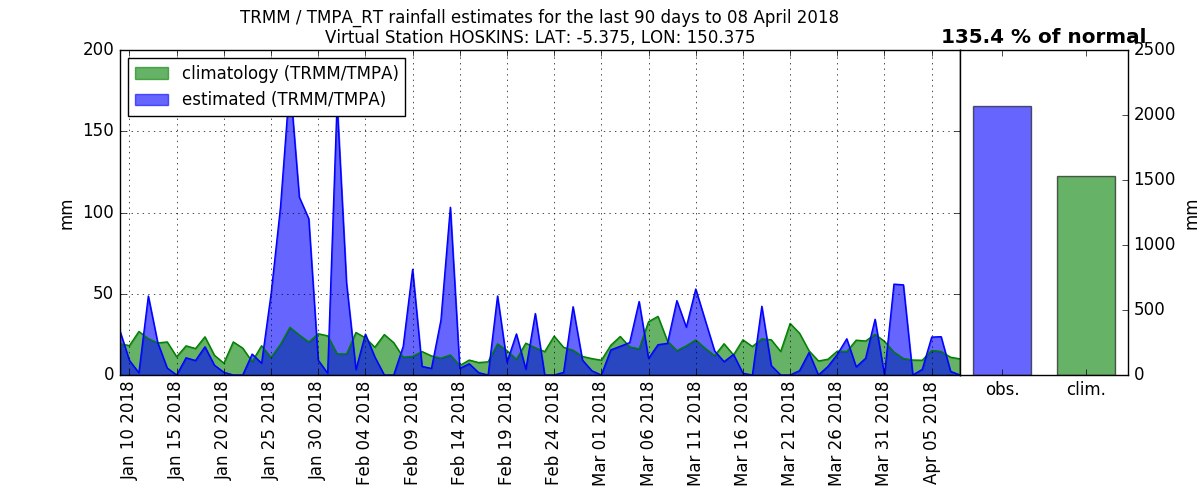 TRMM / TMPA_RT rainfall estimates for the last 90 days to 08 April 2018
Virtual Station HOSKINS: LAT: -5.375, LON: 150.375
135.4 % of normal
climatology (TRMM/TMPA)
estimated (TRMM/TMPA)
200
150
100
50
0
mm
2500
2000
1500
1000
500
0
mm
Jan 10 2018
Jan 15 2018
Jan 20 2018
Jan 25 2018
Jan 30 2018
Feb 04 2018
Feb 09 2018
Feb 14 2018
Feb 19 2018
Feb 24 2018
Mar 01 2018
Mar 06 2018
Mar 11 2018
Mar 16 2018
Mar 21 2018
Mar 26 2018
Mar 31 2018
Apr 05 2018
obs.
clim.